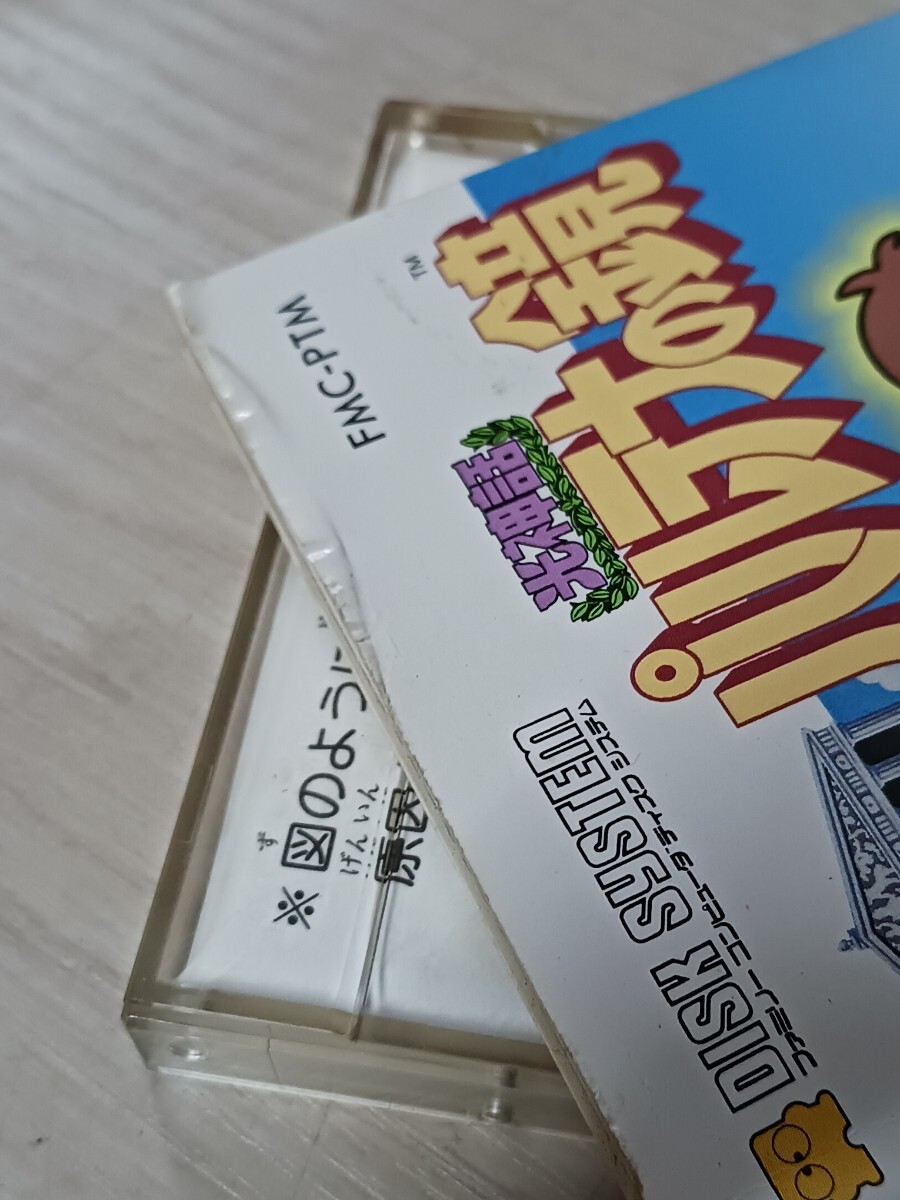 FMC-PTM
TM
光神話
パルテナの鏡
DISK SYSTEM
ファミリーコンピュータ ディスクシステム
※図のように
ず
げんいん
原因